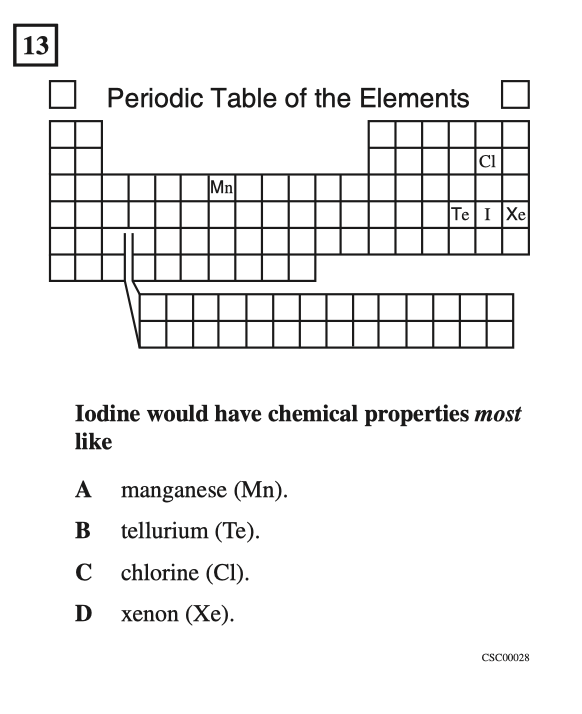 13
Periodic Table of the Elements
Cl
Mn
Te I Xe
Iodine would have chemical properties most
like
A manganese (Mn).
B tellurium (Te).
C chlorine (Cl).
D xenon (Xe).
CSC00028